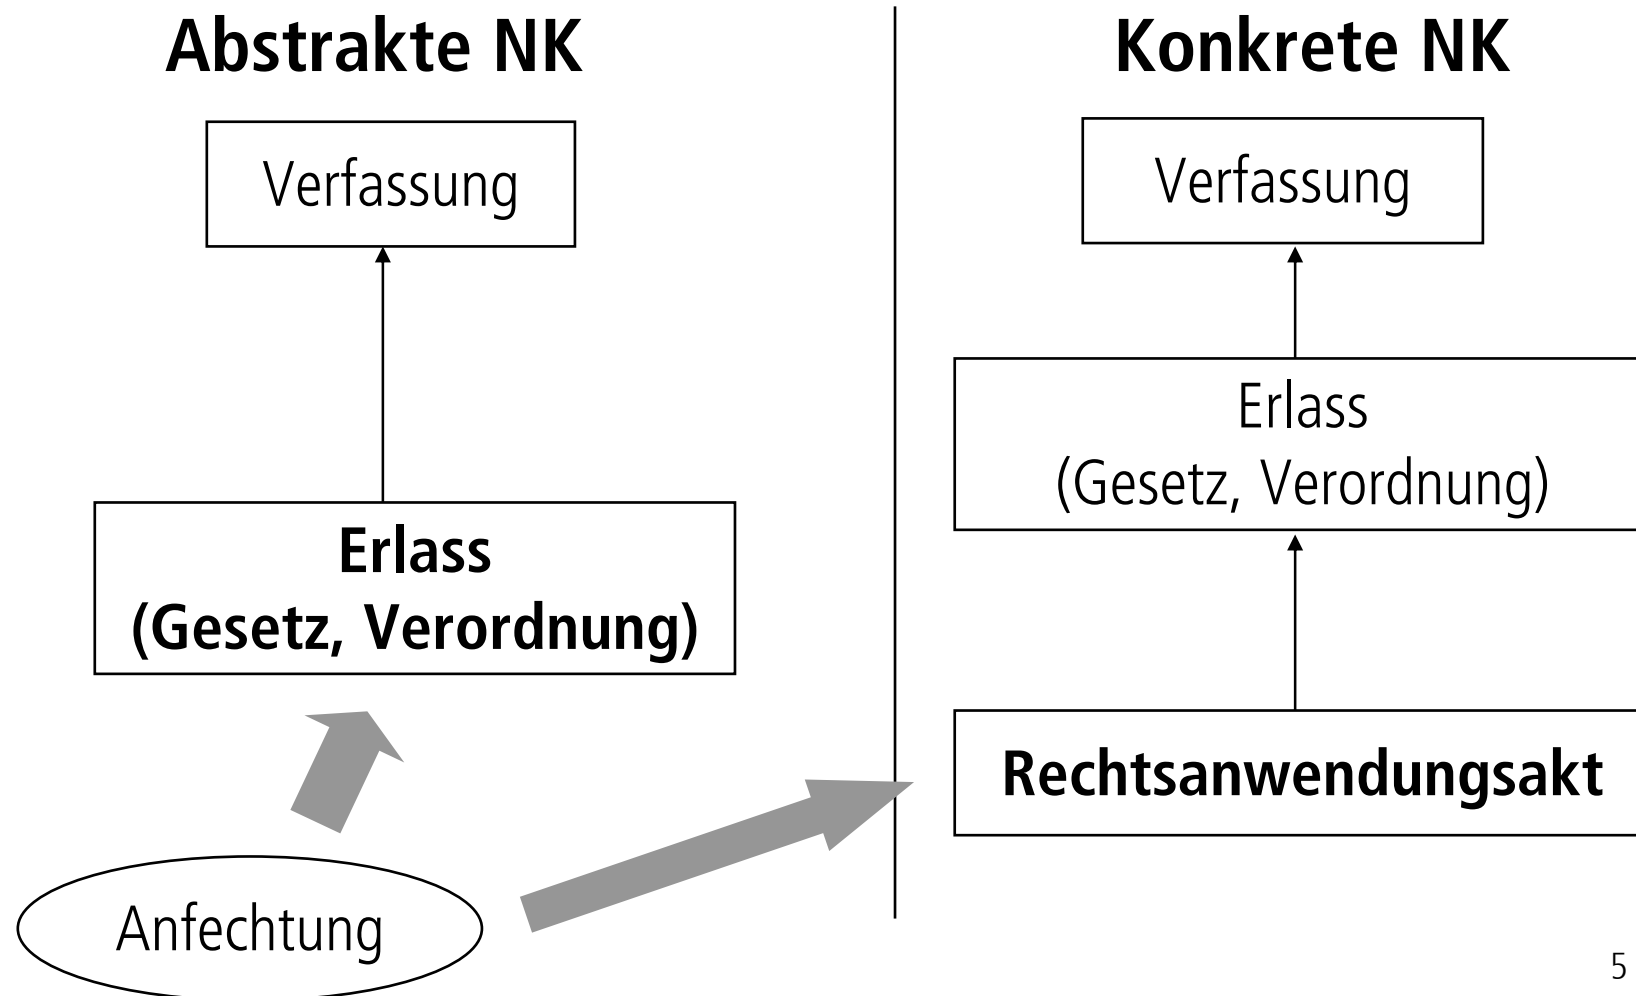 Abstrakte NK
Verfassung
Erlass
(Gesetz, Verordnung)
Anfechtung
Konkrete NK
Verfassung
Erlass
(Gesetz, Verordnung)
Rechtsanwendungsakt
5